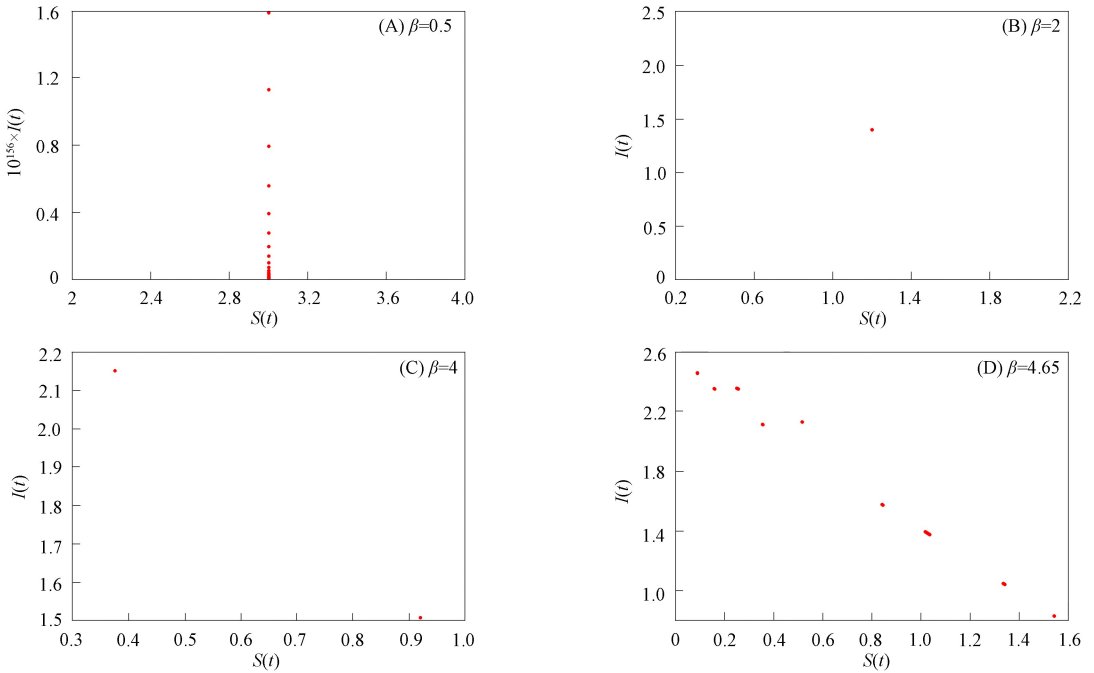 (A) β=0.5
10¹⁵⁶×I(t)
1.6
1.2
0.8
0.4
0
2 2.4 2.8 3.2 3.6 4.0
S(t)
(B) β=2
I(t)
2.5
2.0
1.5
1.0
0.5
0
0.2 0.6 1.0 1.4 1.8 2.2
S(t)
(C) β=4
I(t)
2.2
2.1
2.0
1.9
1.8
1.7
1.6
1.5
0.3 0.4 0.5 0.6 0.7 0.8 0.9 1.0
S(t)
(D) β=4.65
I(t)
2.6
2.2
1.8
1.4
1.0
0 0.2 0.4 0.6 0.8 1.0 1.2 1.4 1.6
S(t)